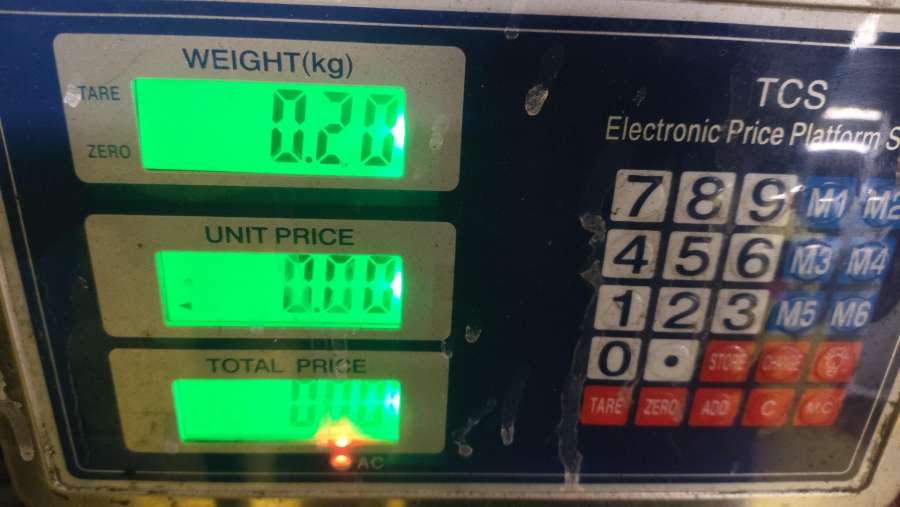 WEIGHT(kg)
TARE
0.20
ZERO
UNIT PRICE
0.00
TOTAL PRICE
AC
TCS
Electronic Price Platform S
7 8 9 M1 M2
4 5 6 M3 M4
1 2 3 M5 M6
0 . STORE CHANGE
TARE ZERO ADD C M.C